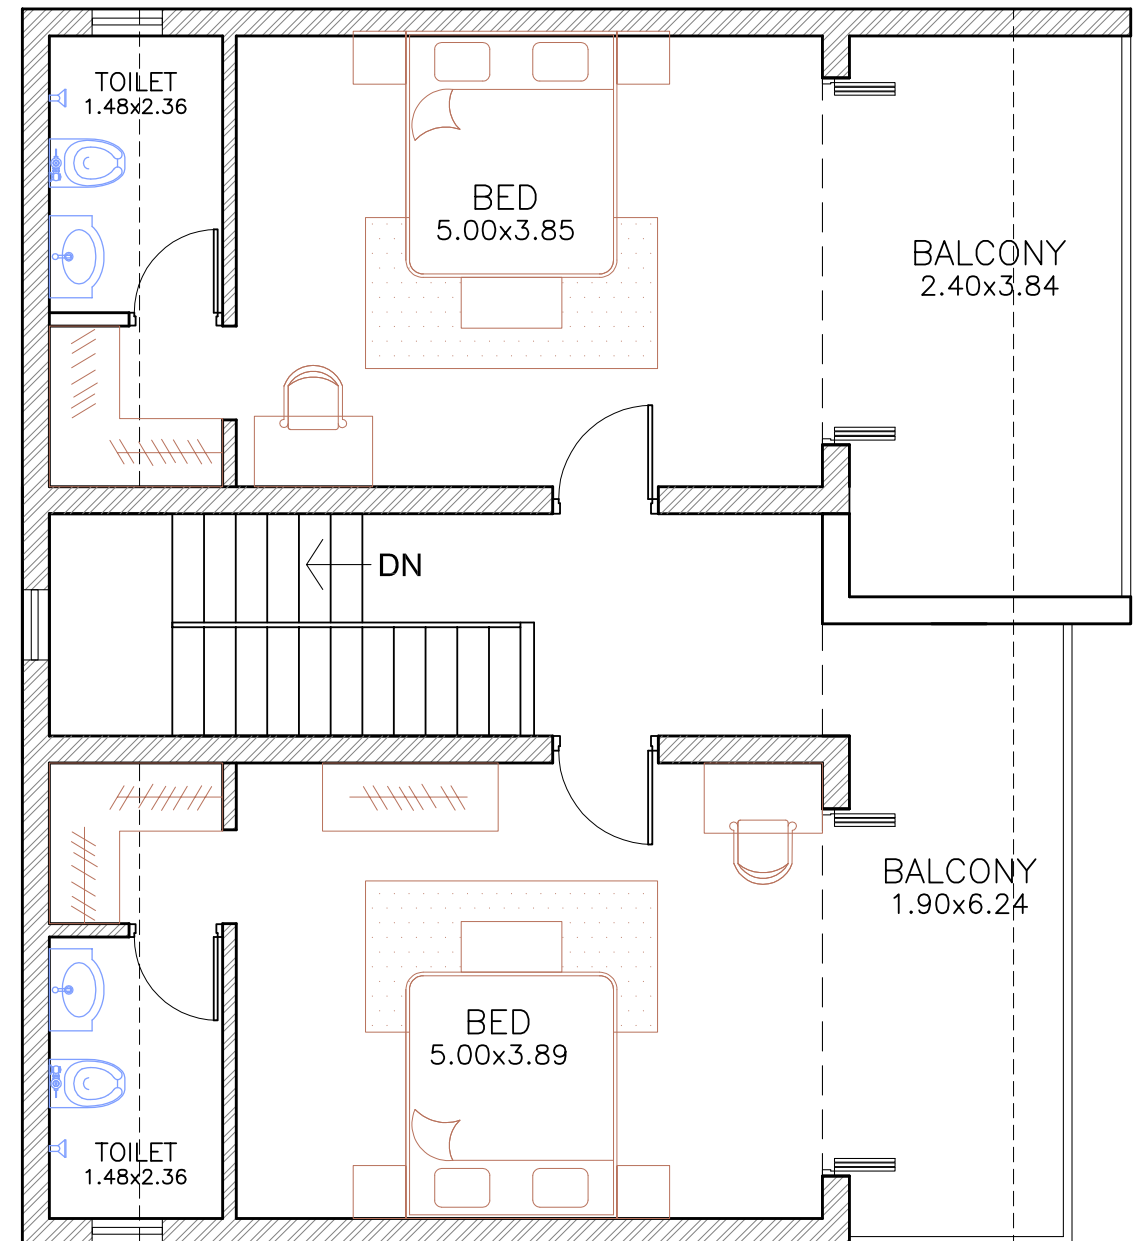 TOILET
1.48x2.36
BED
5.00x3.85
BALCONY
2.40x3.84
DN
BALCONY
1.90x6.24
BED
5.00x3.89
TOILET
1.48x2.36